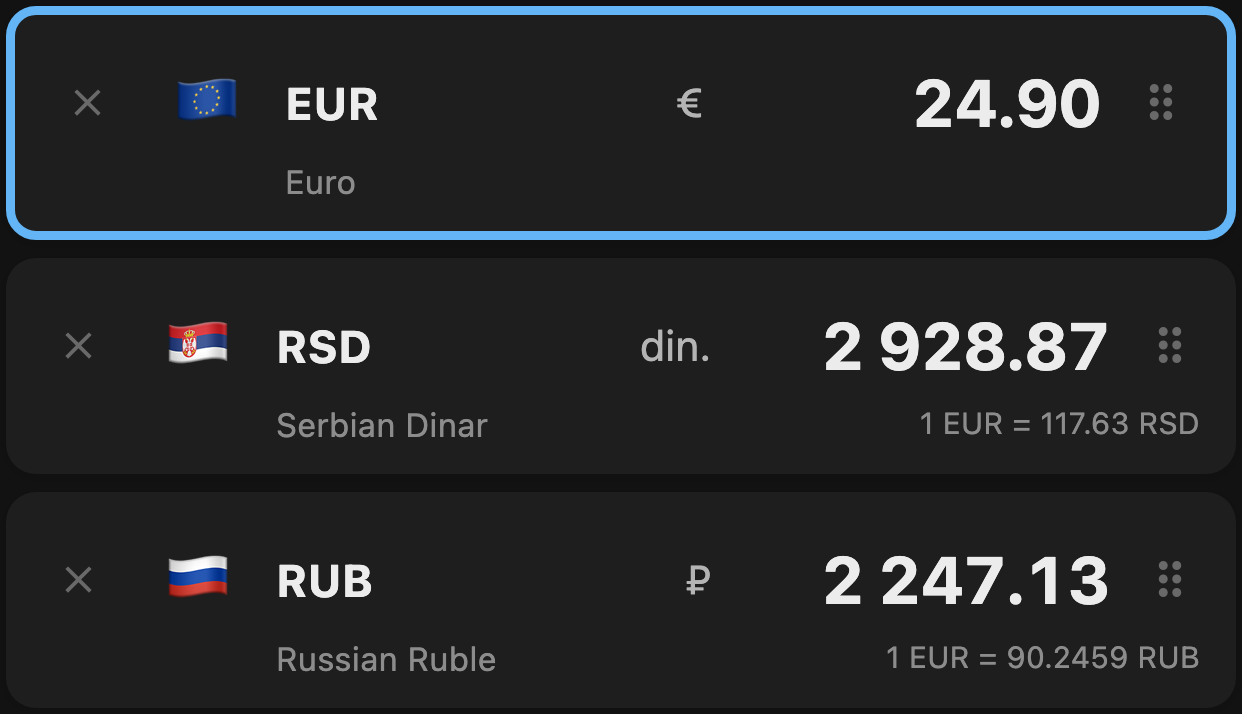 EUR € 24.90
Euro
RSD din. 2 928.87
Serbian Dinar 1 EUR = 117.63 RSD
RUB ₽ 2 247.13
Russian Ruble 1 EUR = 90.2459 RUB